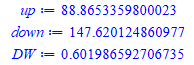 up := 88.8653359800023
down := 147.620124860977
DW := 0.601986592706735